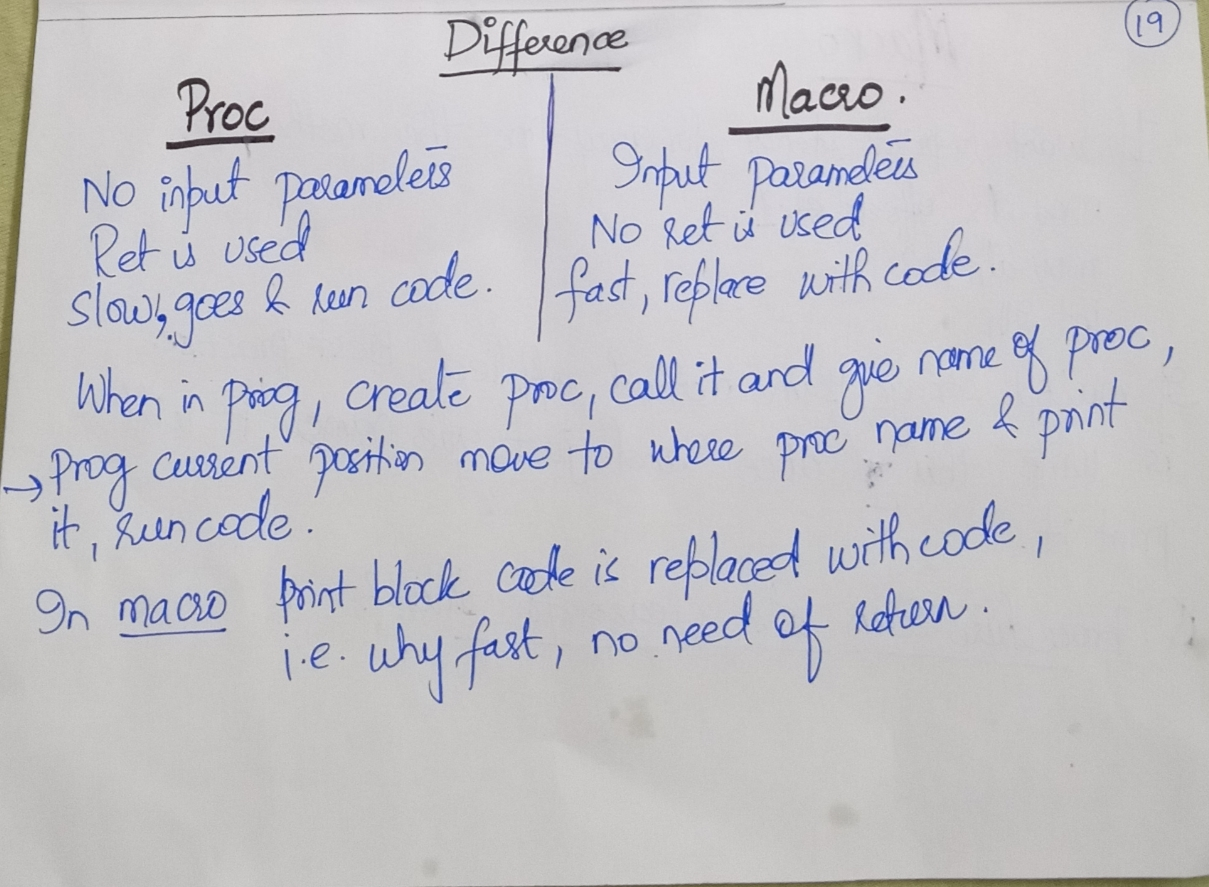 19
Difference
Proc
No input parameters
Ret is used
Slow, goes & run code.
Macro.
Input parameters
No ret is used
fast, replace with code.
When in prog, create proc, call it and give name of proc,
→ Prog current position move to where proc name & print
it, run code.
In macro print block code is replaced with code,
i.e. why fast, no need of return.